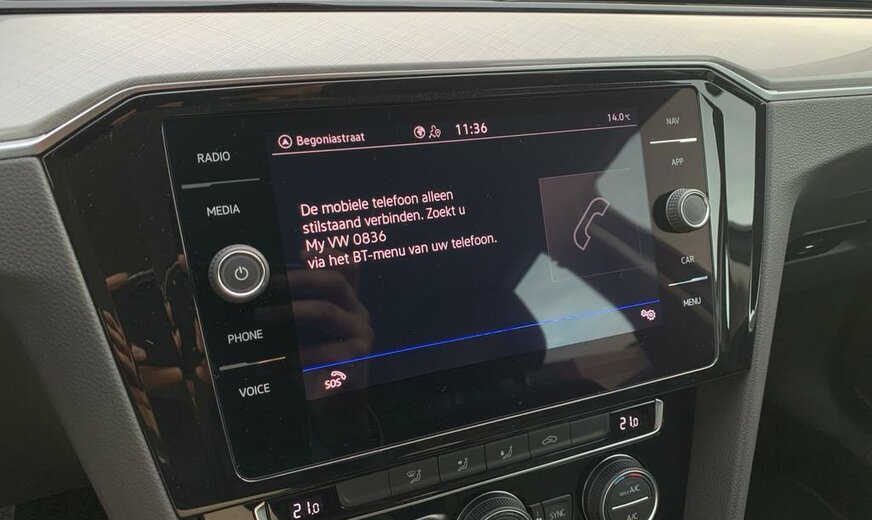 Begoniastraat
11:36
14.0°C
RADIO
MEDIA
PHONE
VOICE
De mobiele telefoon alleen
stilstaand verbinden. Zoekt u
My VW 0836
via het BT-menu van uw telefoon.
SOS
NAV
APP
CAR
MENU
21.0
21.0
SYNC
MAX A/C
A/C